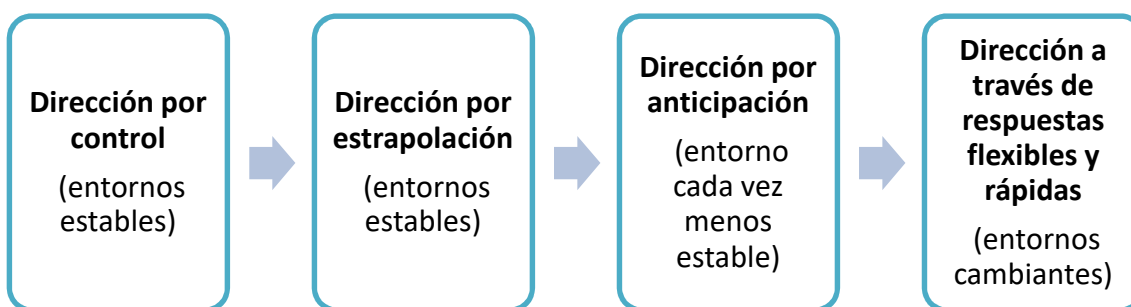 Dirección por
control
(entornos
estables)
Dirección por
estrapolación
(entornos
estables)
Dirección por
anticipación
(entorno
cada vez
menos
estable)
Dirección a
través de
respuestas
flexibles y
rápidas
(entornos
cambiantes)